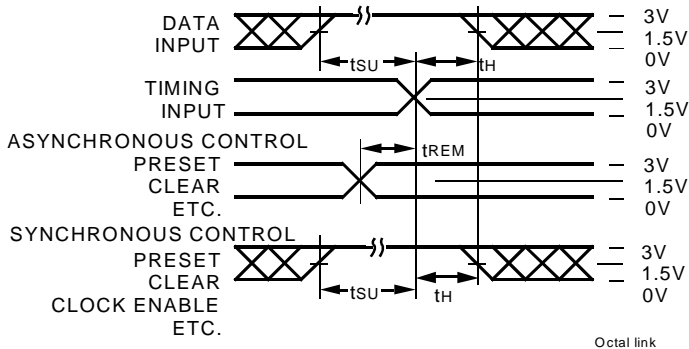 DATA
INPUT
3V
1.5V
0V
tSU
tH
TIMING
INPUT
3V
1.5V
0V
ASYNCHRONOUS CONTROL
PRESET
CLEAR
ETC.
tREM
3V
1.5V
0V
SYNCHRONOUS CONTROL
PRESET
CLEAR
CLOCK ENABLE
ETC.
tSU
tH
3V
1.5V
0V
Octal link